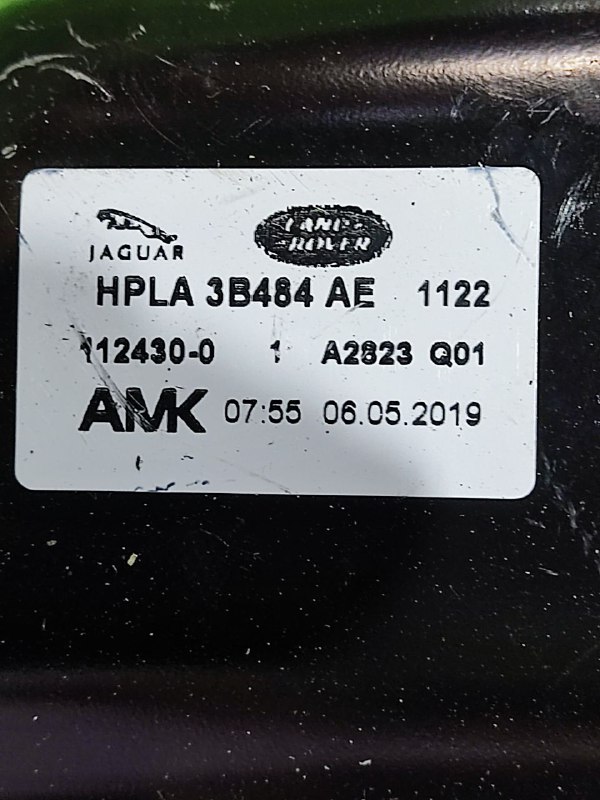 JAGUAR LAND ROVER
HPLA 3B484 AE 1122
112430-0 1 A2823 Q01
AMK 07:55 06.05.2019